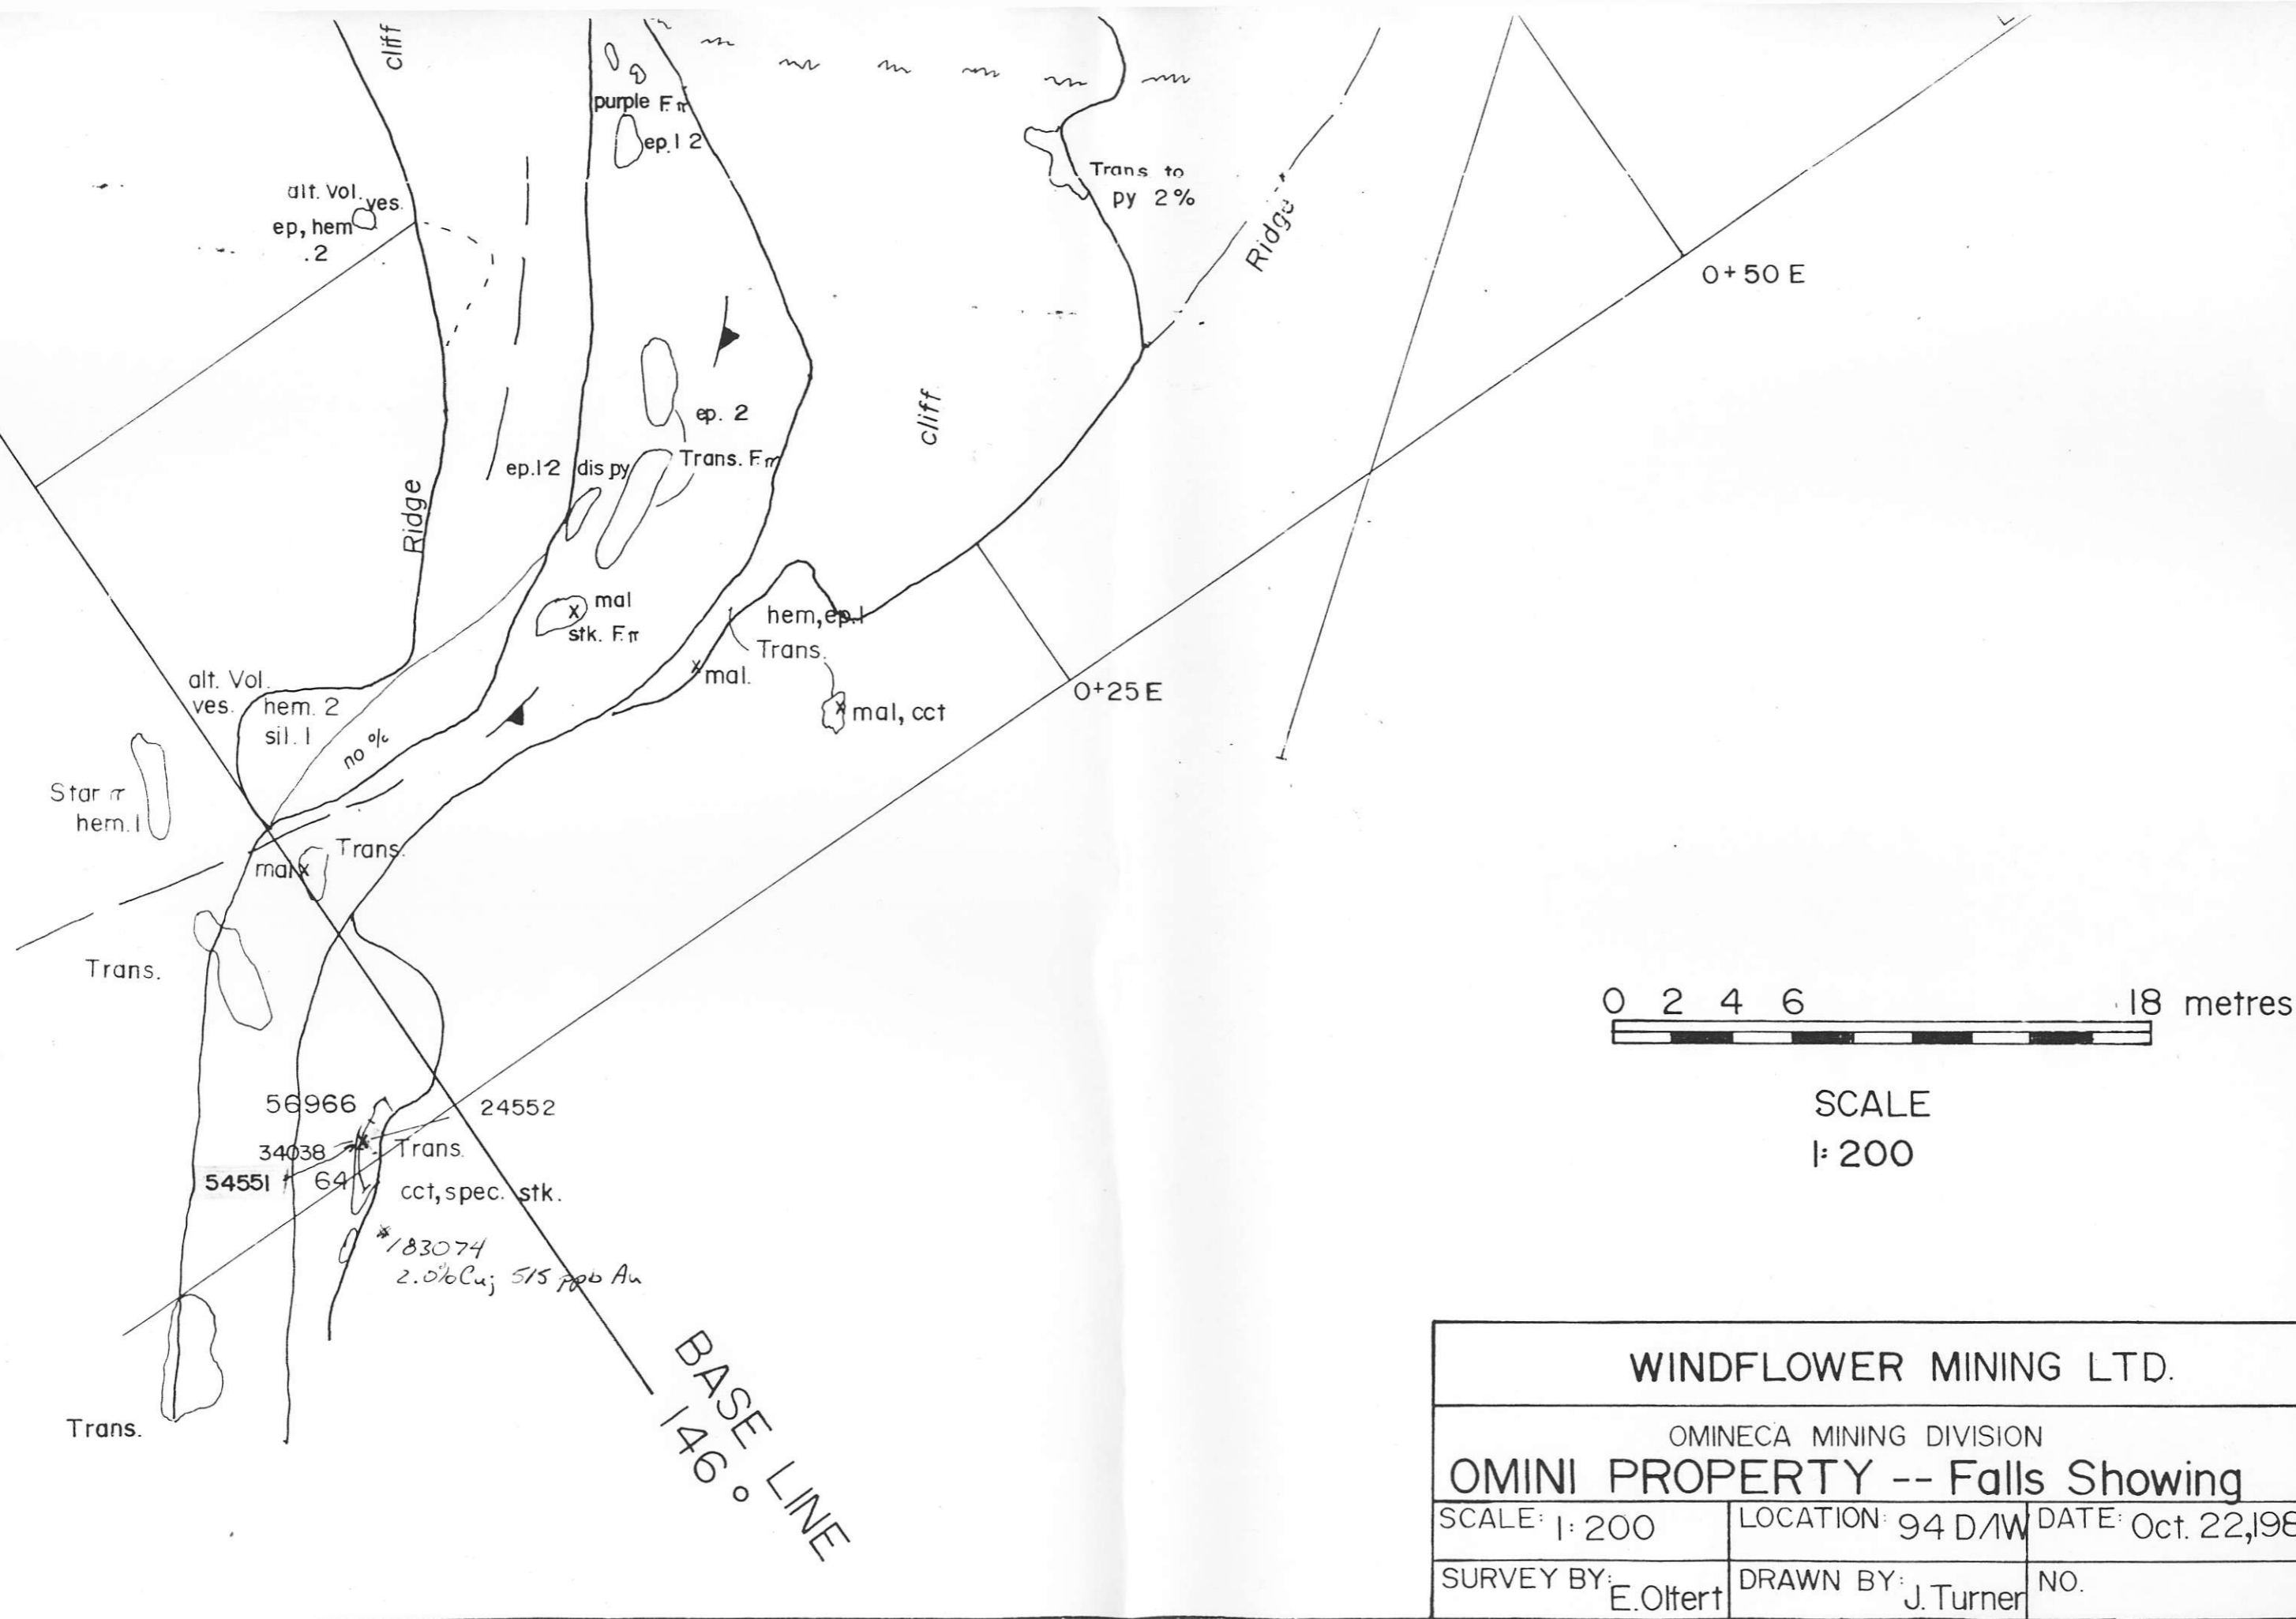 cliff
purple F.π
ep.1 2
alt. Vol. ves.
ep, hem
.2
Trans to
py 2%
Ridge
0+50 E
ep. 2
cliff
ep.1-2 dis py
Trans. F.π
Ridge
mal
stk. F.π
hem,ep.1
Trans.
mal.
0+25E
mal, cct
alt. Vol.
ves. hem. 2
sil. 1
no %
Star π
hem.1
Trans.
mal
Trans.
0 2 4 6 18 metres
SCALE
1:200
56966
24552
34038
Trans.
54551
64
cct,spec. stk.
#183074
2.0% Cu; 515 ppb Au
Trans.
BASE LINE
146°
WINDFLOWER MINING LTD.
OMINECA MINING DIVISION
OMINI PROPERTY -- Falls Showing
SCALE: 1:200
LOCATION: 94 D/1W
DATE: Oct. 22,198
SURVEY BY: E.Oltert
DRAWN BY: J.Turner
NO.